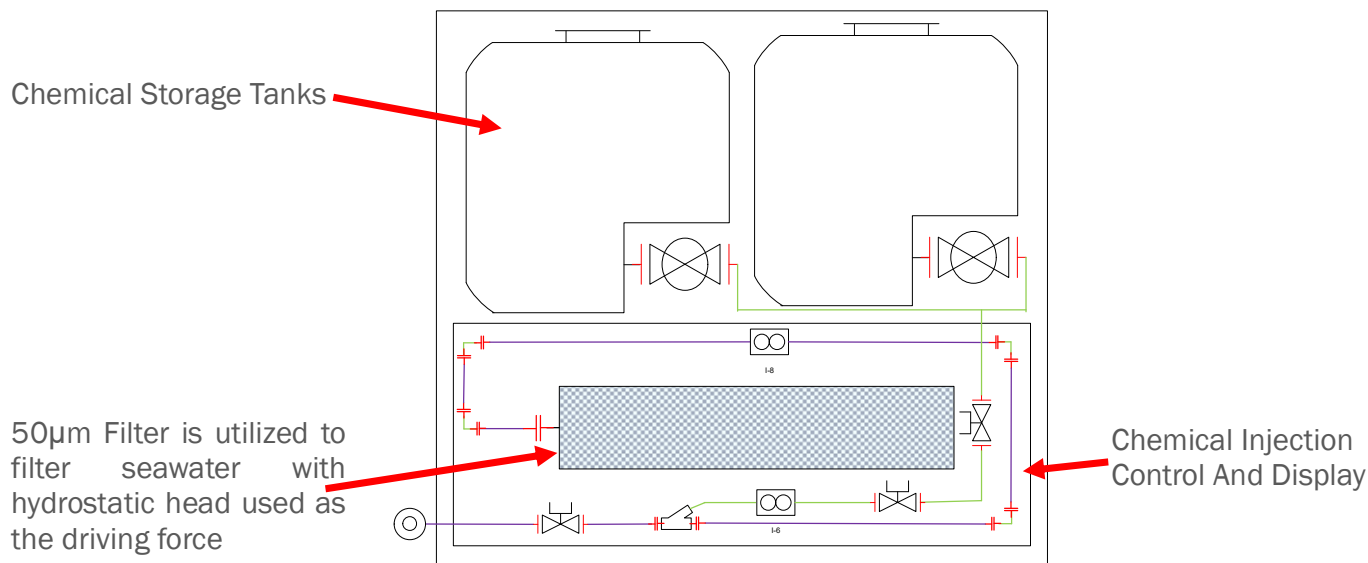 Chemical Storage Tanks
I-8
50µm Filter is utilized to
filter seawater with
hydrostatic head used as
the driving force
Chemical Injection
Control And Display
I-6